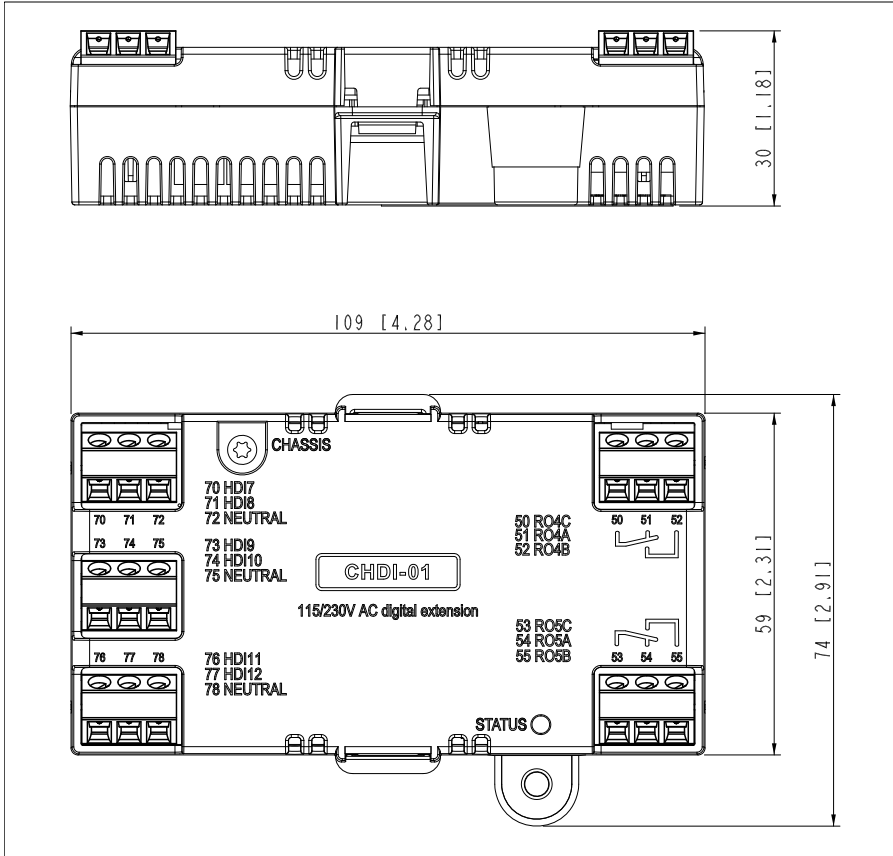 30 [1.18]
109 [4.28]
CHASSIS
70 HDI7
71 HDI8
72 NEUTRAL
70 71 72
73 74 75
73 HDI9
74 HDI10
75 NEUTRAL
50 RO4C
51 RO4A
52 RO4B
50 51 52
CHDI-01
115/230V AC digital extension
59 [2.31]
74 [2.91]
53 RO5C
54 RO5A
55 RO5B
53 54 55
76 77 78
76 HDI11
77 HDI12
78 NEUTRAL
STATUS